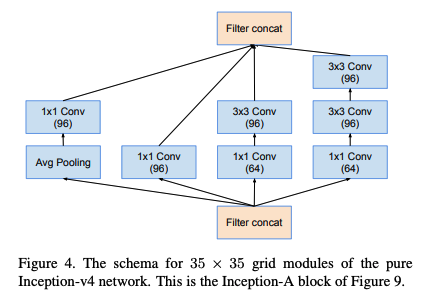 Filter concat
3x3 Conv
(96)
1x1 Conv
(96)
3x3 Conv
(96)
3x3 Conv
(96)
Avg Pooling
1x1 Conv
(96)
1x1 Conv
(64)
1x1 Conv
(64)
Filter concat
Figure 4. The schema for 35 × 35 grid modules of the pure
Inception-v4 network. This is the Inception-A block of Figure 9.